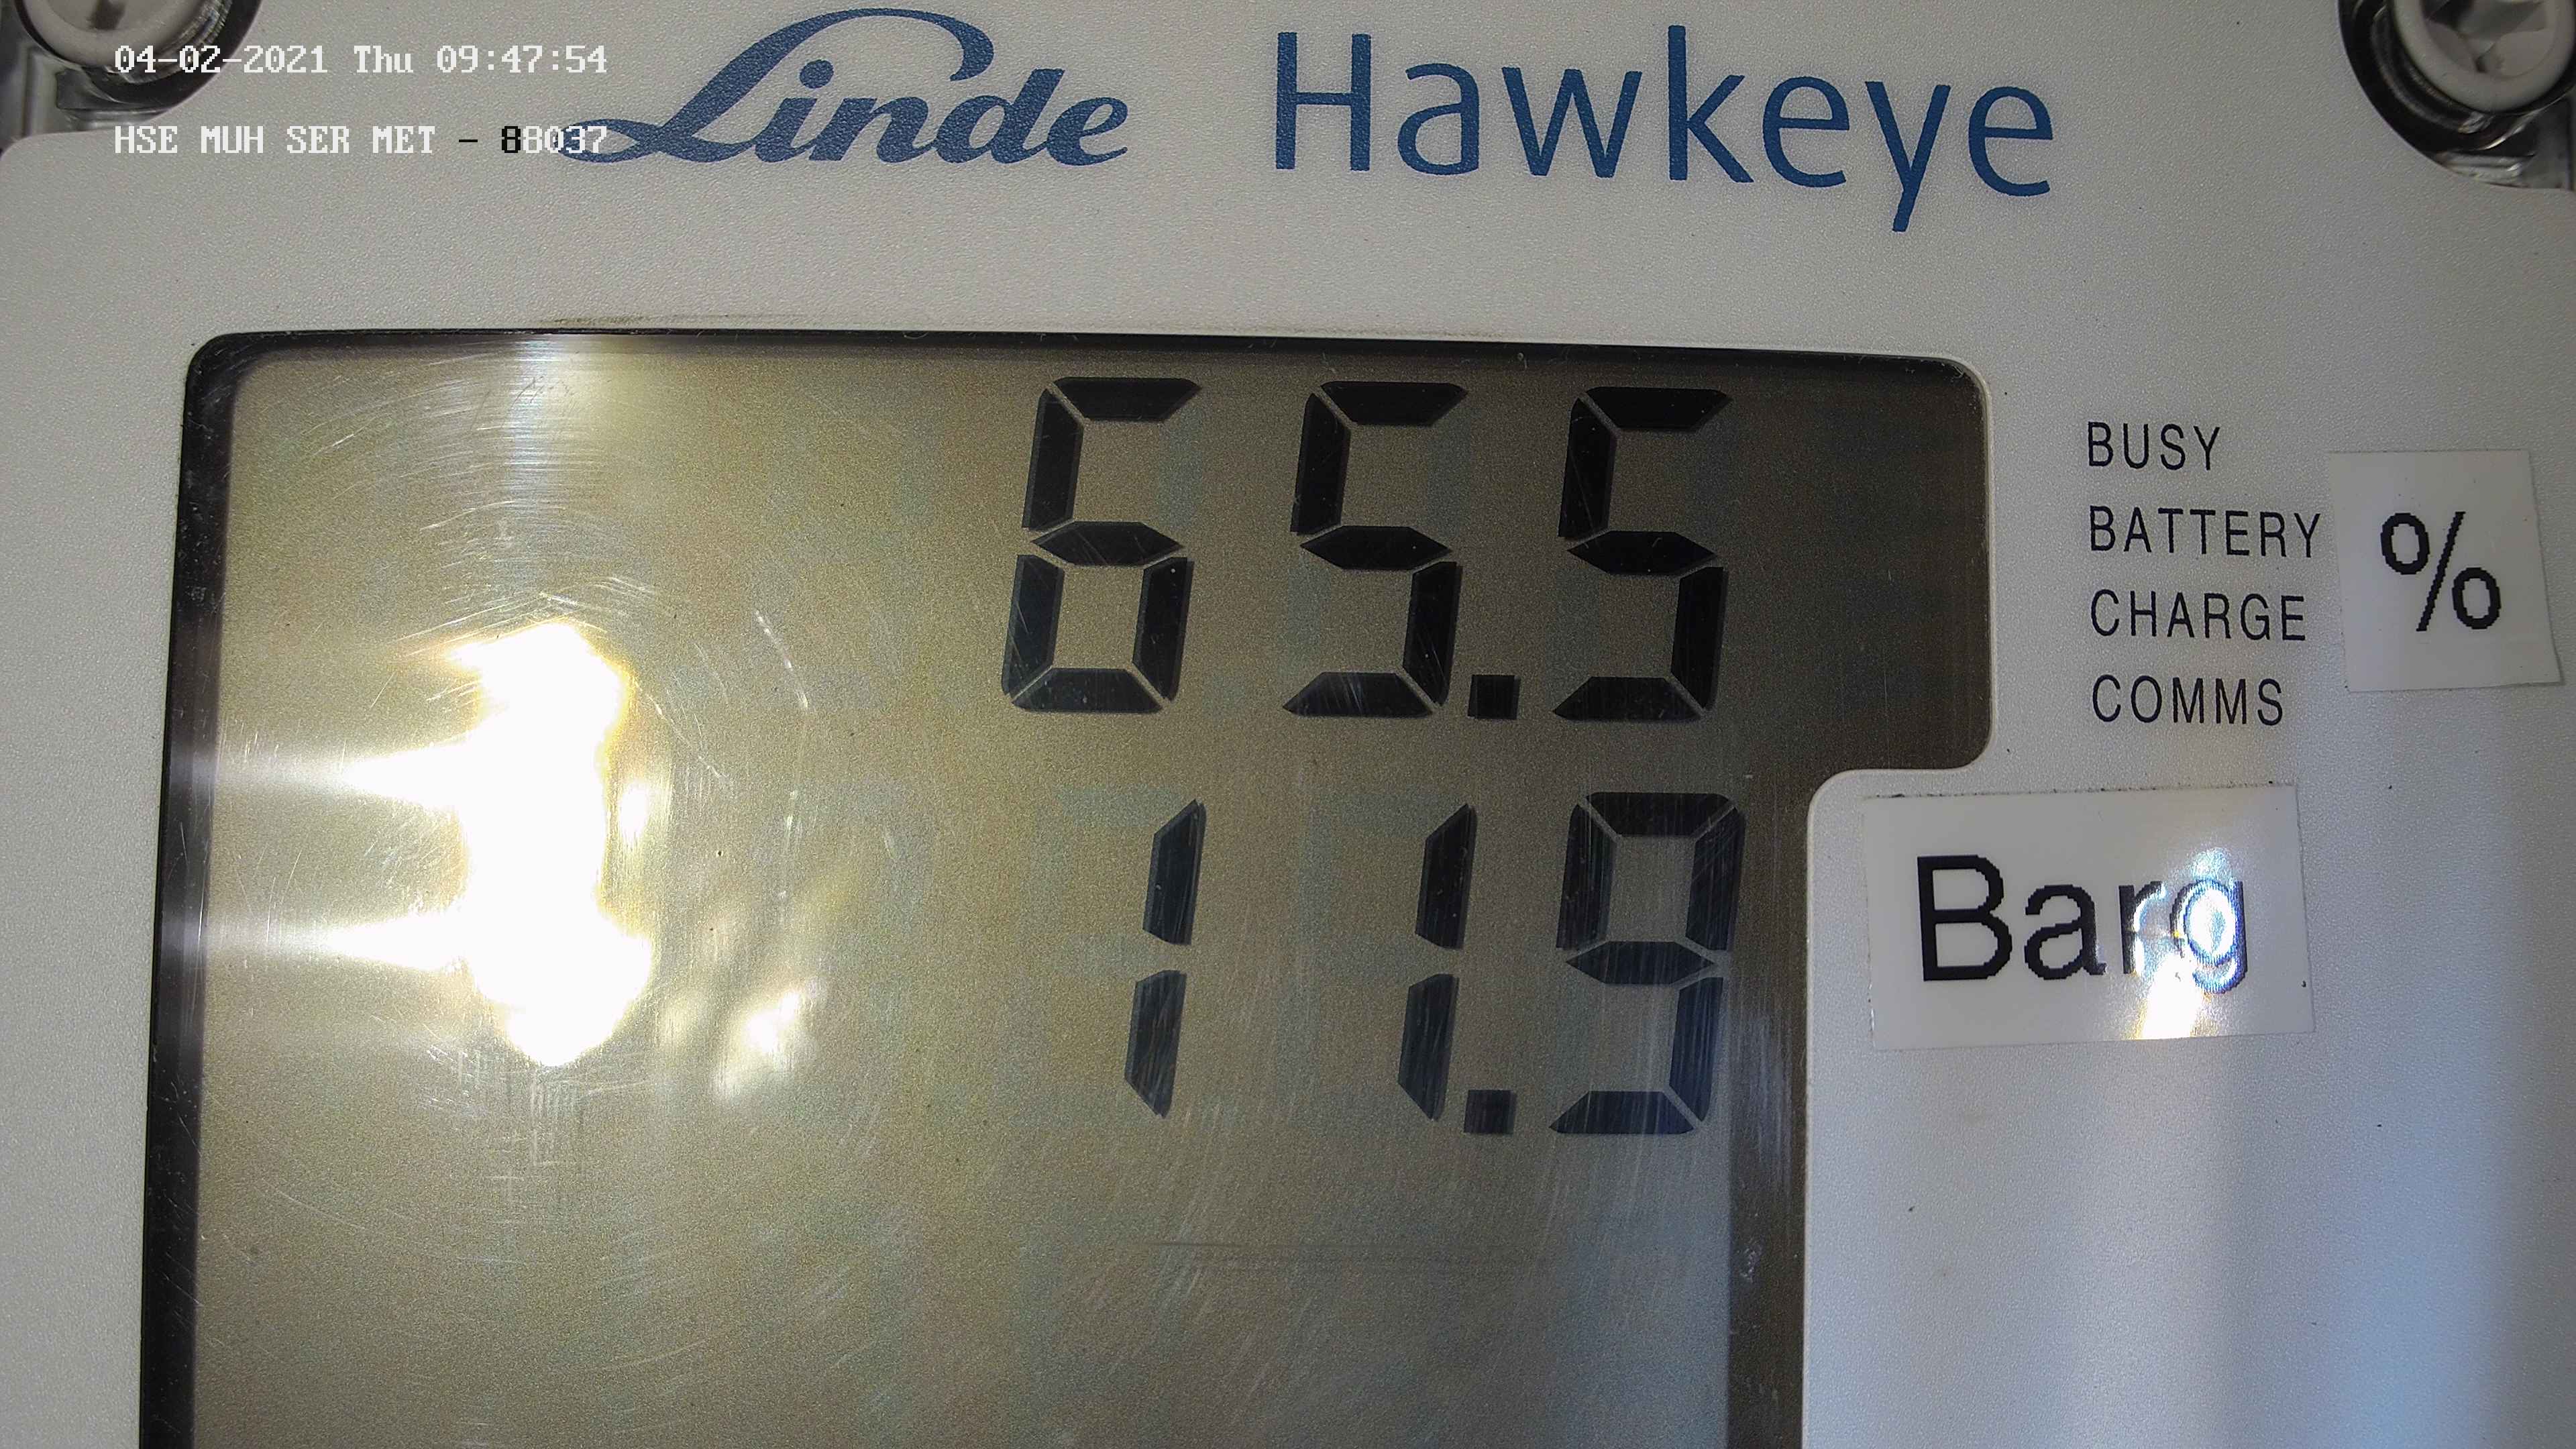 04-02-2021 Thu 09:47:54
HSE MUH SER MET - 88037
Linde Hawkeye
65.5
BUSY
BATTERY
CHARGE
COMMS
%
11.9
Barg